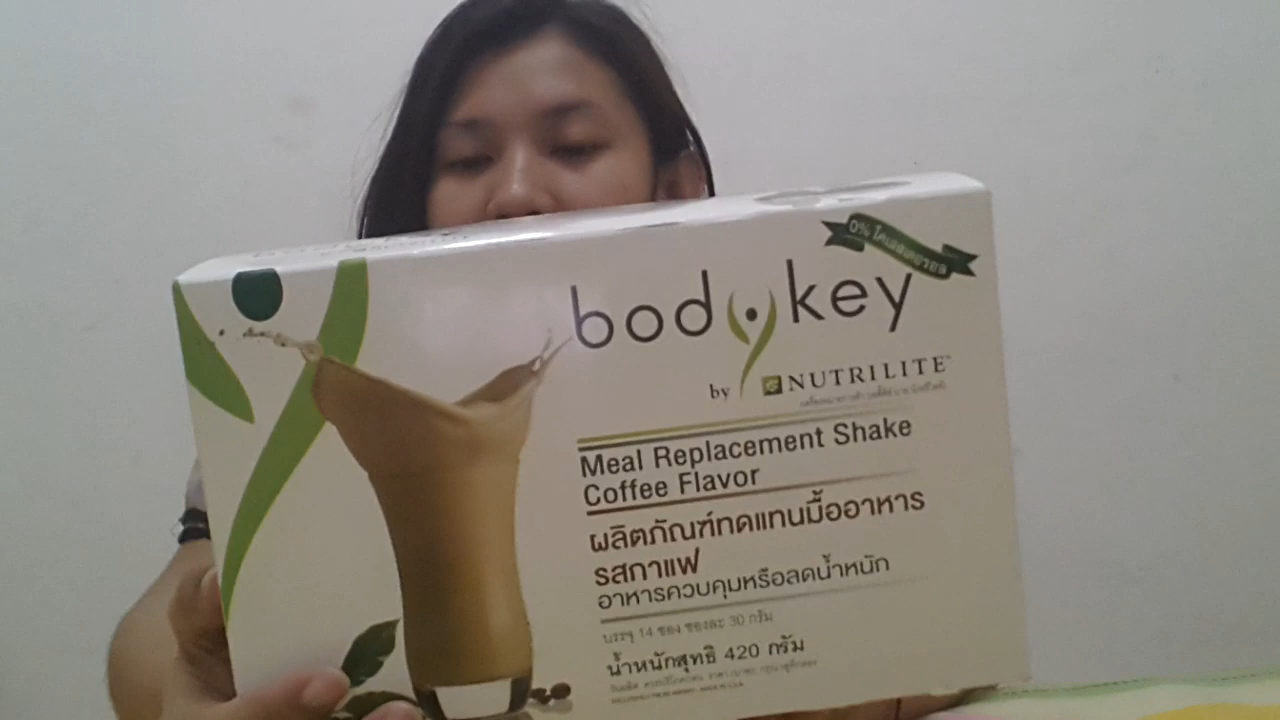 0% โคเลสเตอรอล
bodykey
by NUTRILITE™
Meal Replacement Shake
Coffee Flavor
ผลิตภัณฑ์ทดแทนมื้ออาหาร
รสกาแฟ
อาหารควบคุมหรือลดน้ำหนัก
บรรจุ 14 ซอง ซองละ 30 กรัม
น้ำหนักสุทธิ 420 กรัม